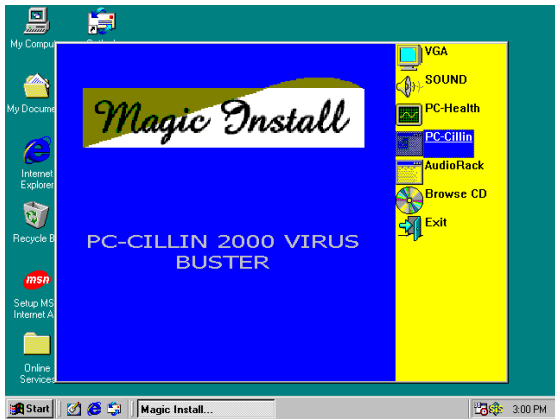 My Compu
My Docume
Internet
Explorer
Recycle B
msn
Setup MS
Internet A
Online
Services
Magic Install
PC-CILLIN 2000 VIRUS
BUSTER
VGA
SOUND
PC-Health
PC-Cillin
AudioRack
Browse CD
Exit
Start
Magic Install...
3:00 PM